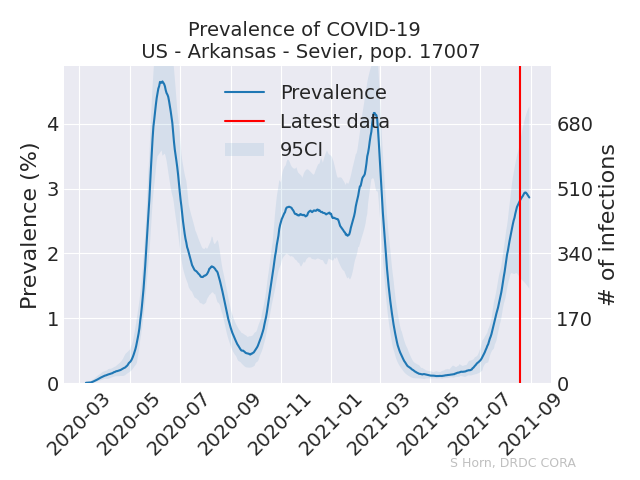 Prevalence of COVID-19
US - Arkansas - Sevier, pop. 17007
Prevalence
Latest data
95CI
Prevalence (%)
4
3
2
1
0
# of infections
680
510
340
170
0
2020-03
2020-05
2020-07
2020-09
2020-11
2021-01
2021-03
2021-05
2021-07
2021-09
S Horn, DRDC CORA